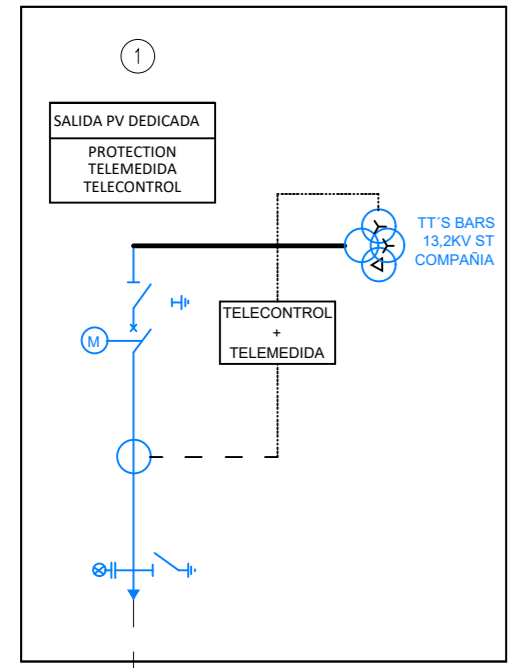 1
SALIDA PV DEDICADA
PROTECTION
TELEMEDIDA
TELECONTROL
TT´S BARS
13,2KV ST
COMPAÑIA
TELECONTROL
+
TELEMEDIDA
M